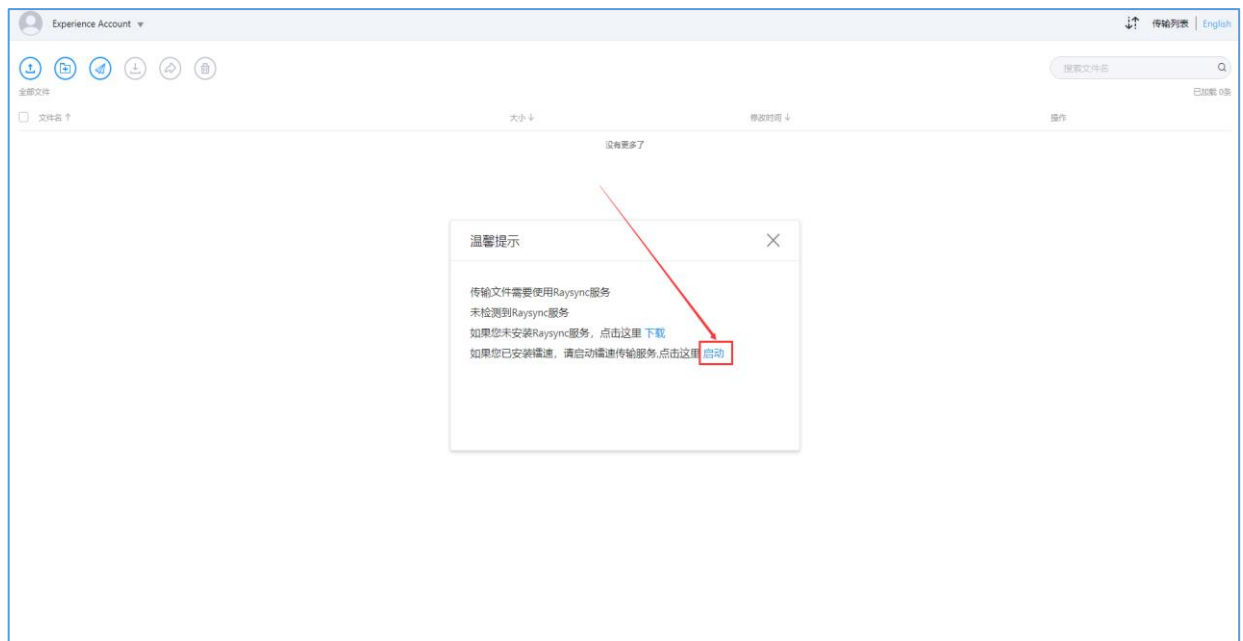 Experience Account
传输列表 English
搜索文件名
全部文件
已加载 0条
文件名 大小 修改时间 操作
没有更多了
温馨提示
传输文件需要使用Raysync服务
未检测到Raysync服务
如果您未安装Raysync服务，点击这里 下载
如果您已安装镭速，请启动镭速传输服务,点击这里 启动